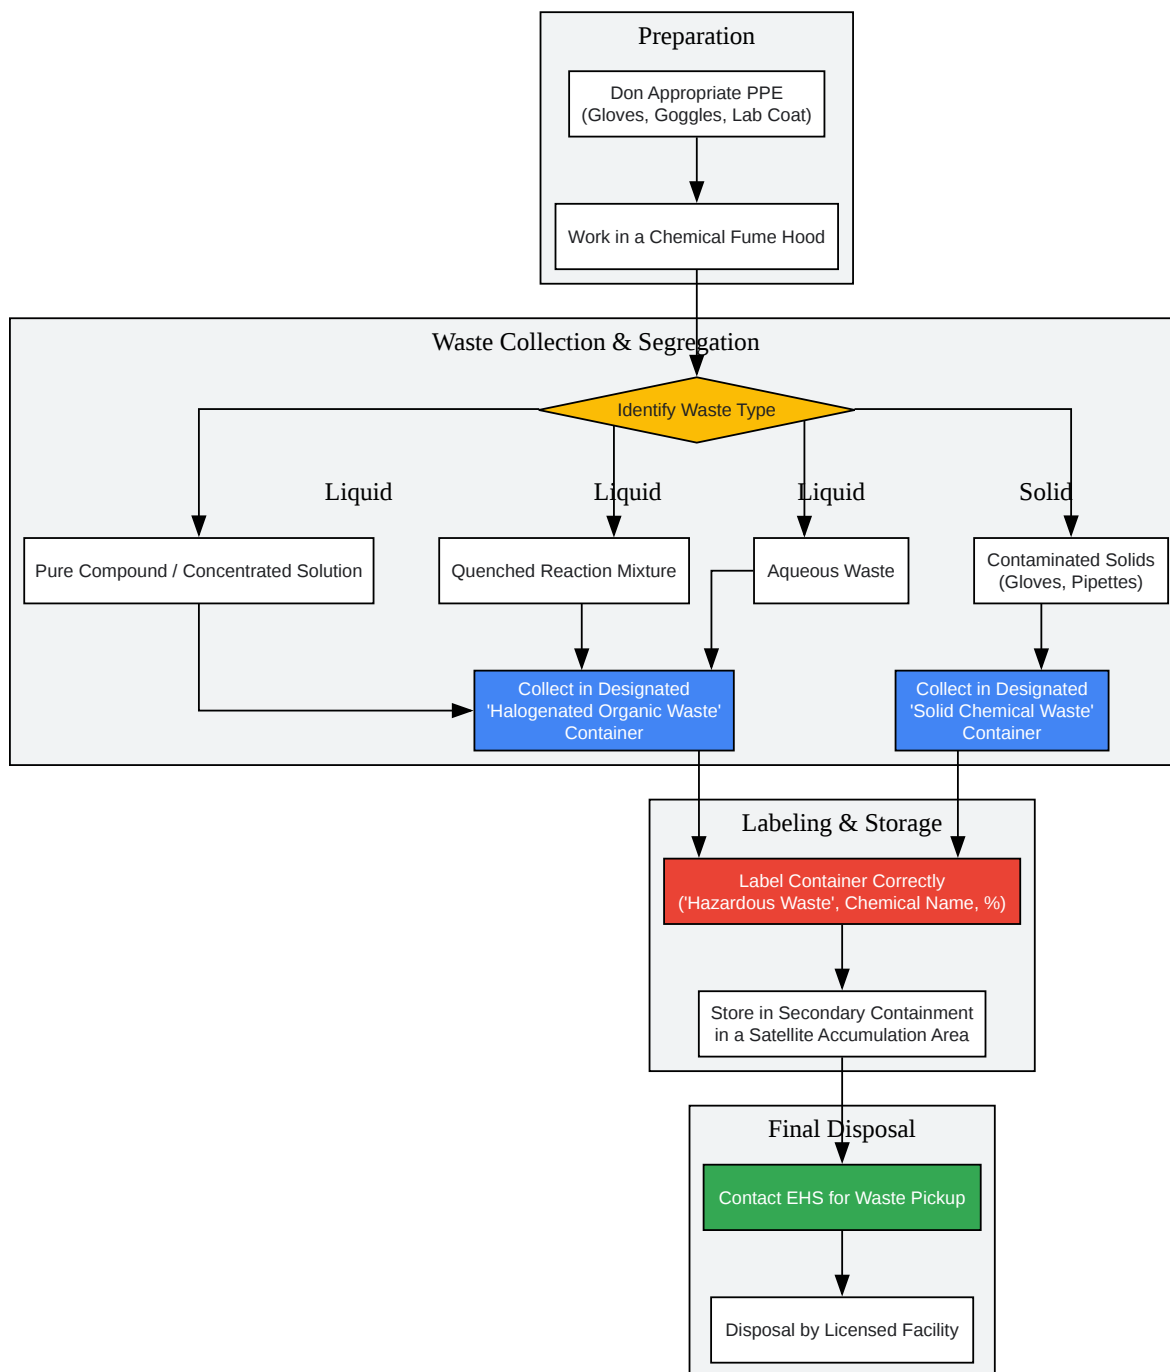 Preparation
Don Appropriate PPE
(Gloves, Goggles, Lab Coat)
Work in a Chemical Fume Hood
Waste Collection & Segregation
Identify Waste Type
Liquid
Liquid
Liquid
Solid
Pure Compound / Concentrated Solution
Quenched Reaction Mixture
Aqueous Waste
Contaminated Solids
(Gloves, Pipettes)
Collect in Designated
'Halogenated Organic Waste'
Container
Collect in Designated
'Solid Chemical Waste'
Container
Labeling & Storage
Label Container Correctly
('Hazardous Waste', Chemical Name, %)
Store in Secondary Containment
in a Satellite Accumulation Area
Final Disposal
Contact EHS for Waste Pickup
Disposal by Licensed Facility